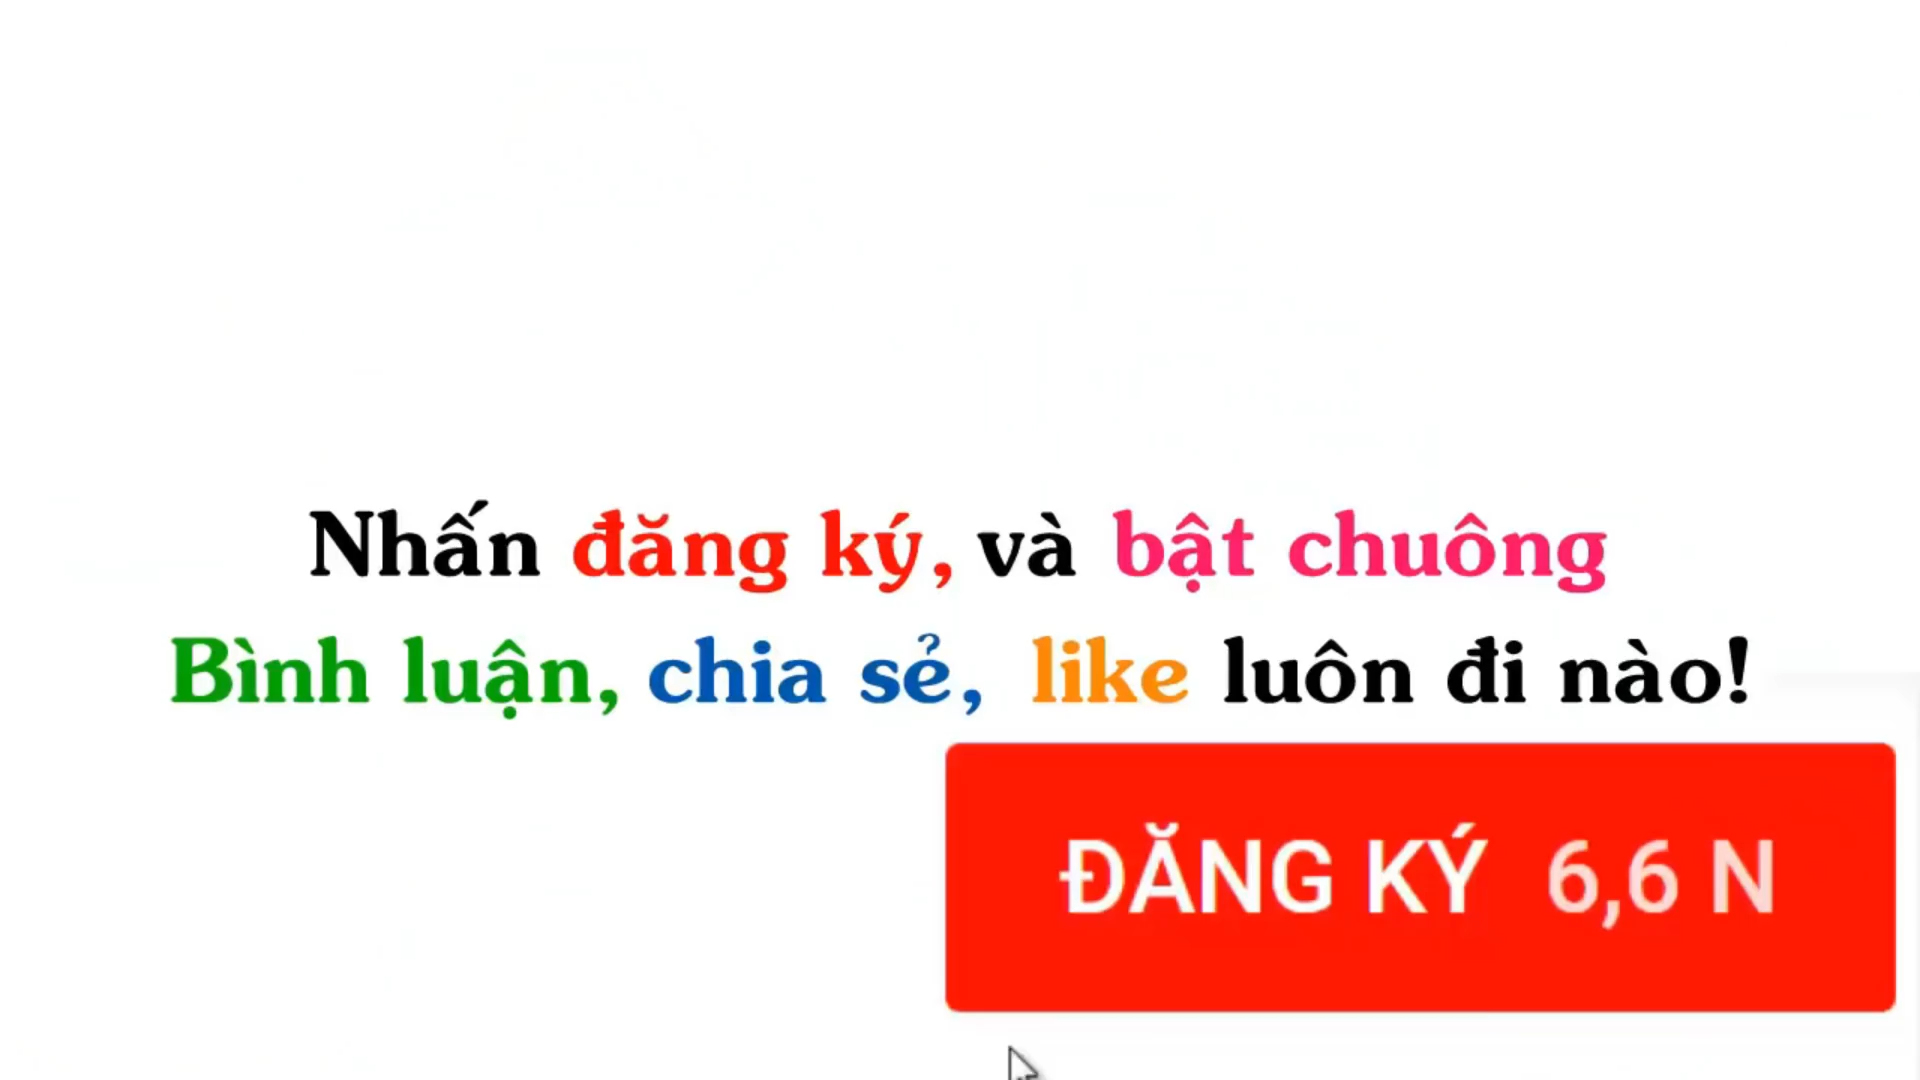 Nhấn đăng ký, và bật chuông
Bình luận, chia sẻ, like luôn đi nào!
ĐĂNG KÝ 6,6 N